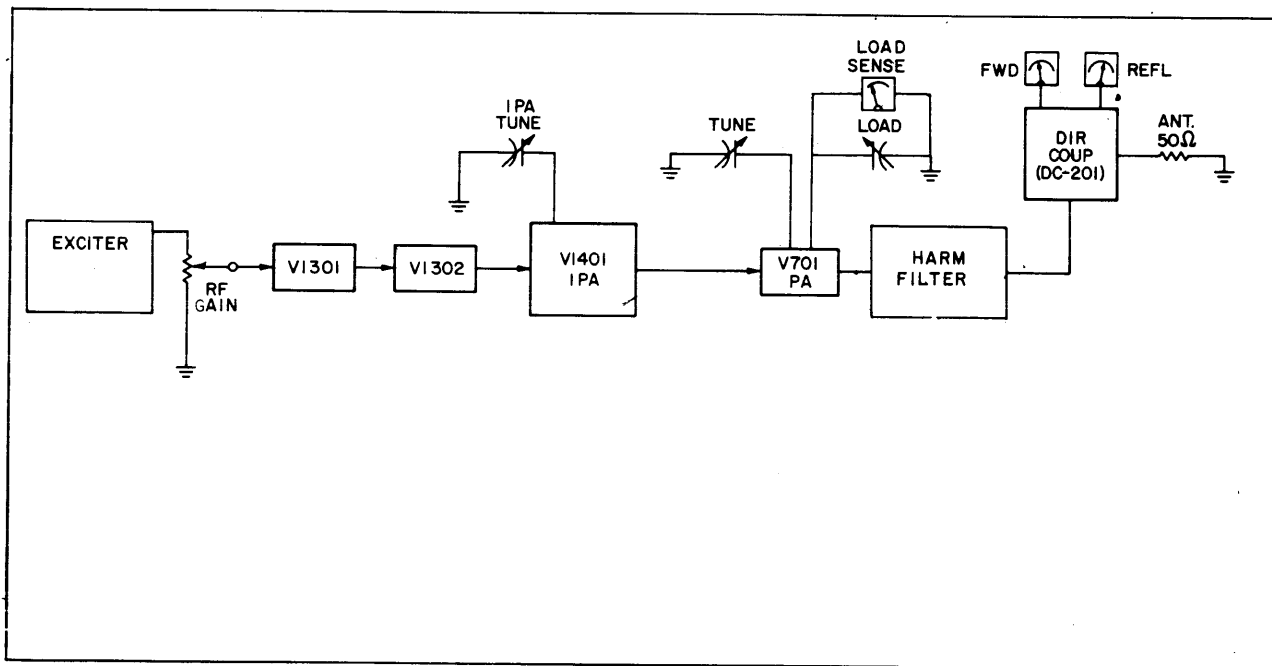 EXCITER
RF
GAIN
V1301
V1302
IPA
TUNE
V1401
IPA
TUNE
LOAD
SENSE
LOAD
V701
PA
HARM
FILTER
FWD
REFL
DIR
COUP
(DC-201)
ANT.
50Ω